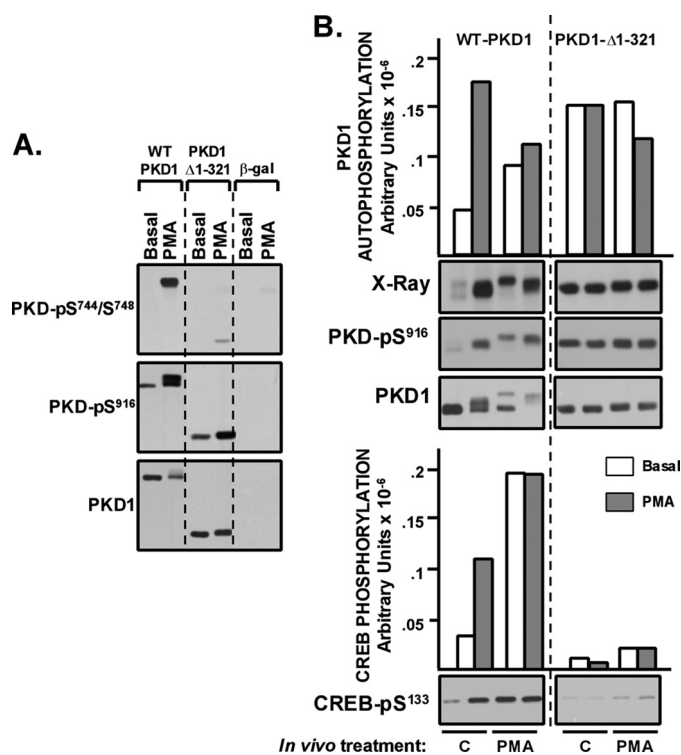 B.
WT-PKD1
PKD1-Δ1-321
PKD1
AUTOPHOSPHORYLATION
Arbitrary Units x 10⁻⁶
.2
.15
.1
.05
X-Ray
PKD-pS⁹¹⁶
PKD1
A.
WT
PKD1
PKD1
Δ1-321
β-gal
Basal
PMA
Basal
PMA
Basal
PMA
PKD-pS⁷⁴⁴/S⁷⁴⁸
PKD-pS⁹¹⁶
PKD1
CREB PHOSPHORYLATION
Arbitrary Units x 10⁻⁶
.2
.15
.1
.05
Basal
PMA
CREB-pS¹³³
In vivo treatment: C PMA C PMA